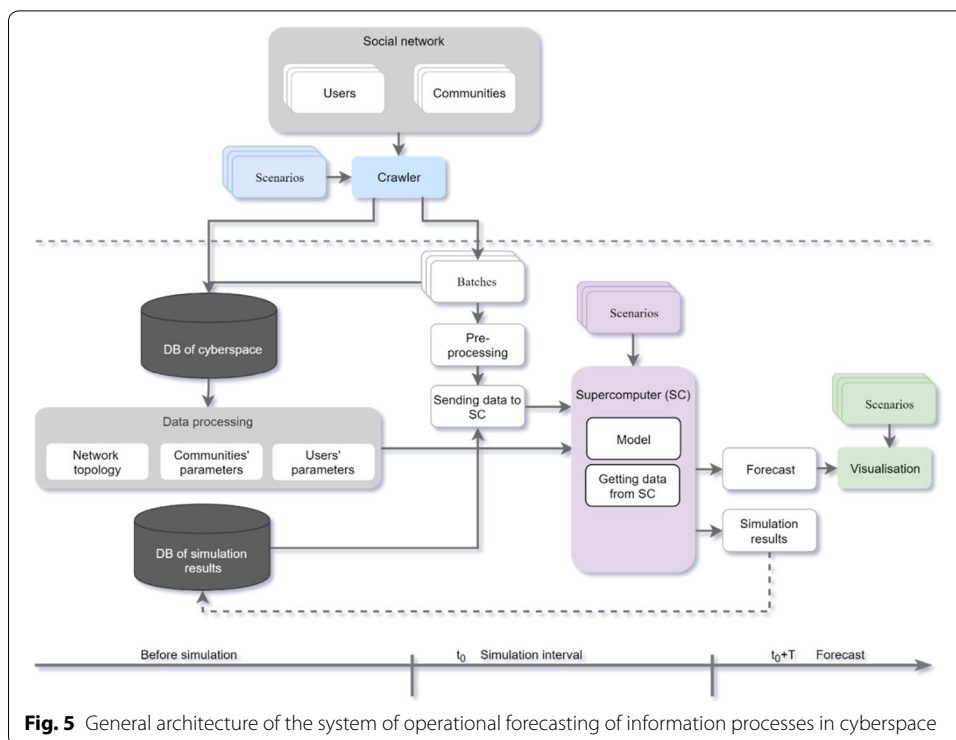 Social network
Users
Communities
Scenarios
Crawler
Batches
Scenarios
DB of cyberspace
Pre-
processing
Sending data to
SC
Supercomputer (SC)
Scenarios
Data processing
Network
topology
Communities'
parameters
Users'
parameters
Model
Getting data
from SC
Forecast
Visualisation
DB of simulation
results
Simulation
results
Before simulation
t₀ Simulation interval
t₀+T Forecast
Fig. 5 General architecture of the system of operational forecasting of information processes in cyberspace